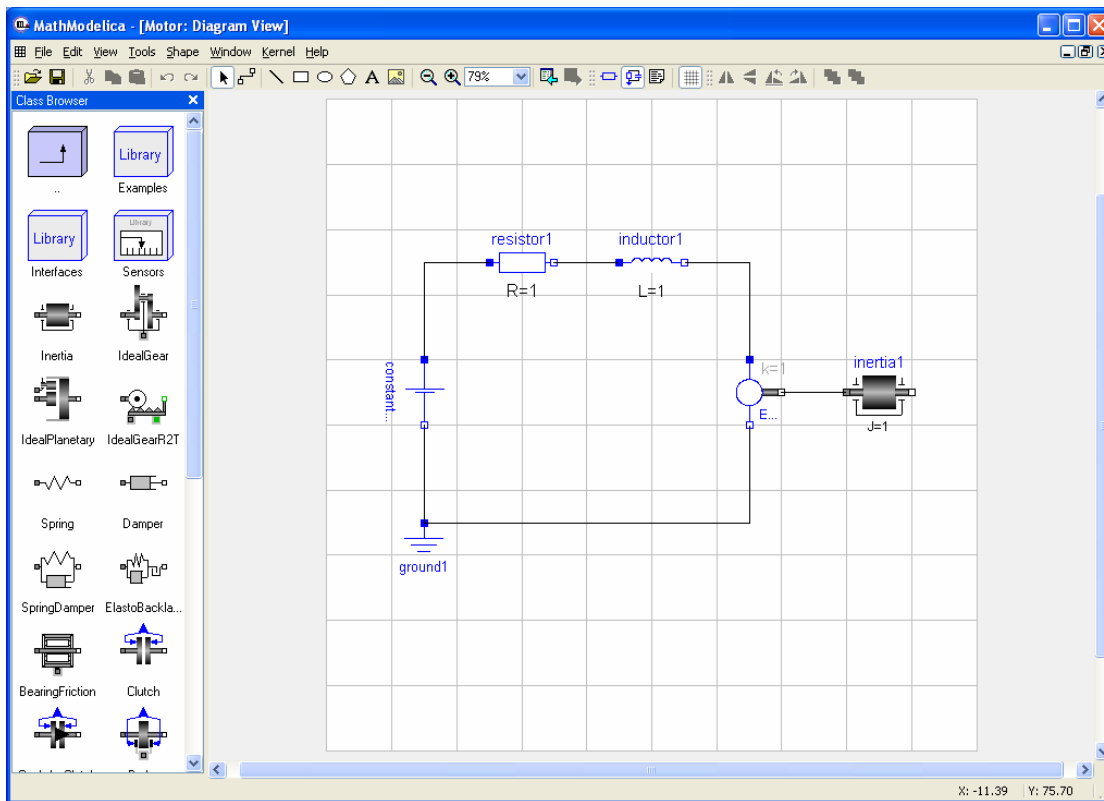 MathModelica - [Motor: Diagram View]
File Edit View Tools Shape Window Kernel Help
79%
Class Browser
Library
..
Examples
Library
Library
Interfaces
Sensors
Inertia
IdealGear
IdealPlanetary
IdealGearR2T
Spring
Damper
SpringDamper
ElastoBackla...
BearingFriction
Clutch
resistor1
inductor1
R=1
L=1
constant...
k=1
inertia1
E...
J=1
ground1
X: -11.39 Y: 75.70